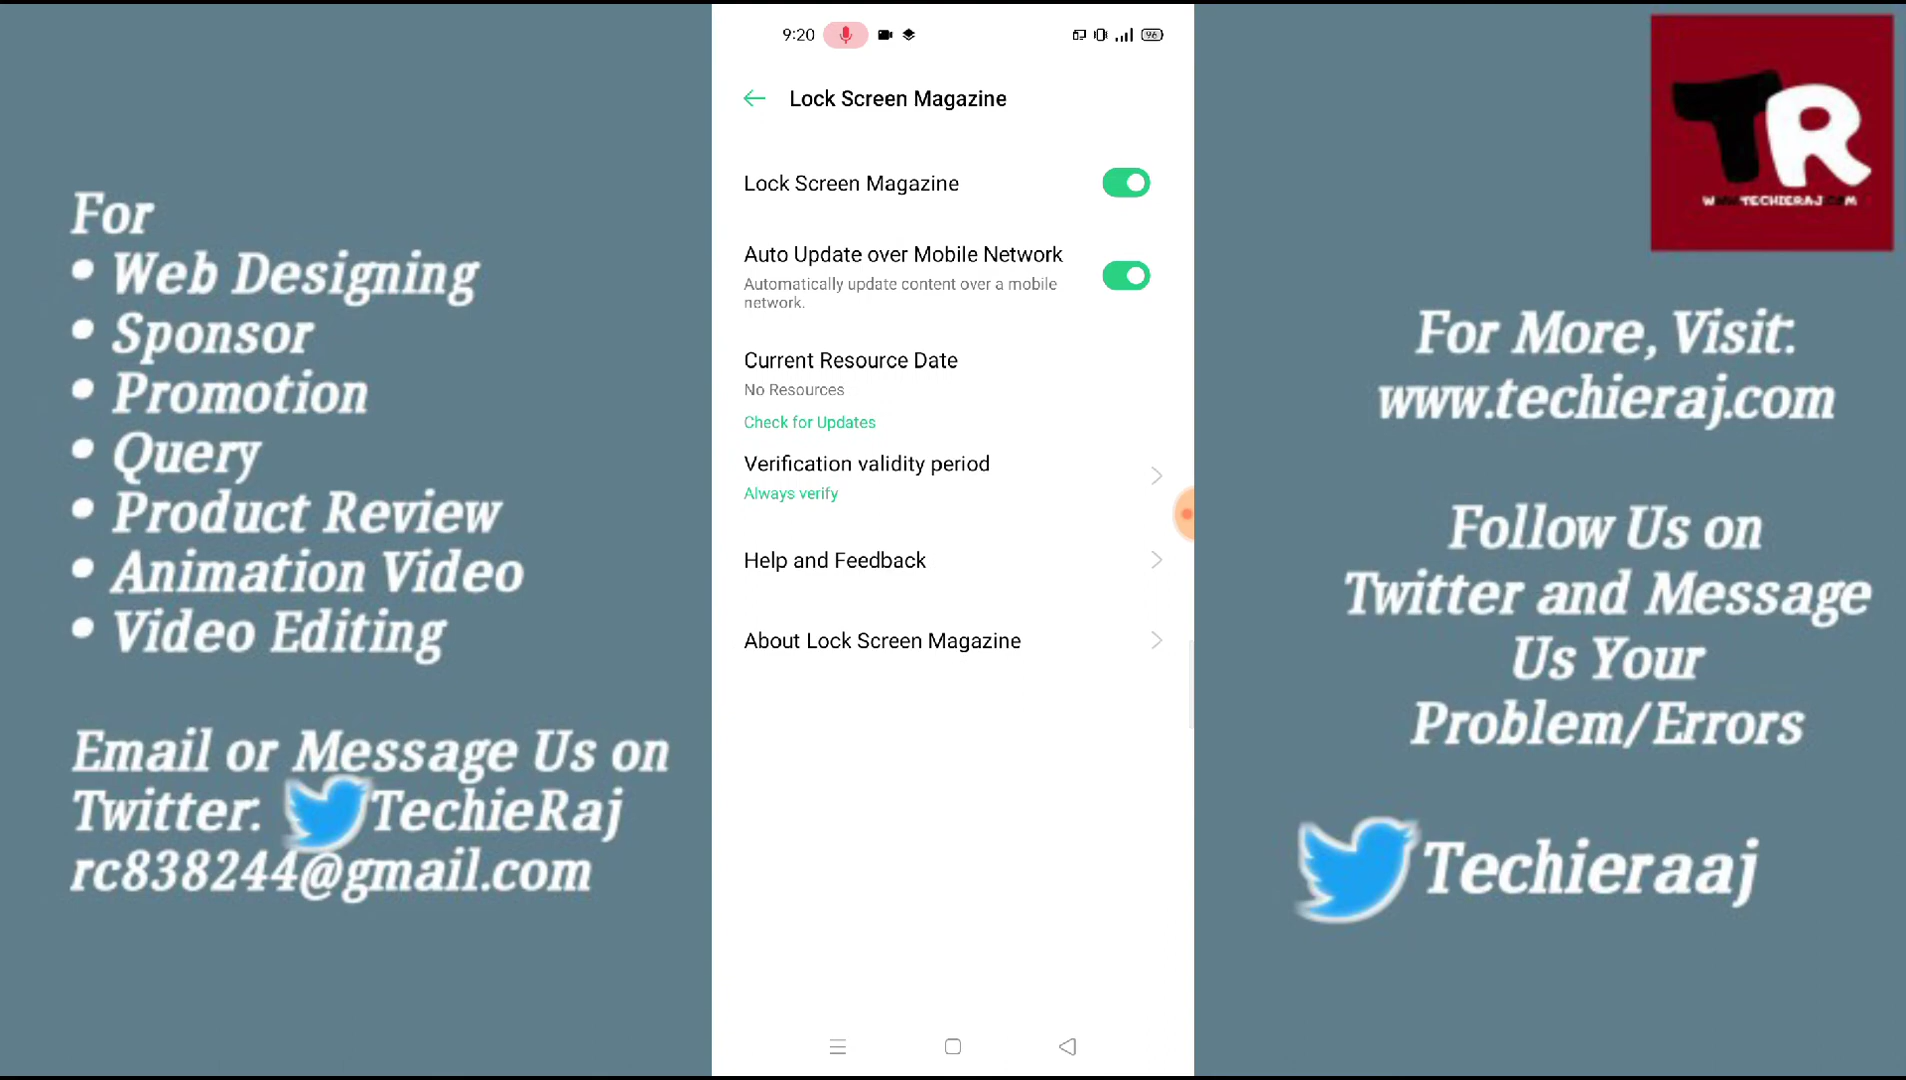 For
• Web Designing
• Sponsor
• Promotion
• Query
• Product Review
• Animation Video
• Video Editing
Email or Message Us on
Twitter: TechieRaj
rc838244@gmail.com
9:20
96
Lock Screen Magazine
Lock Screen Magazine
Auto Update over Mobile Network
Automatically update content over a mobile
network.
Current Resource Date
No Resources
Check for Updates
Verification validity period
Always verify
Help and Feedback
About Lock Screen Magazine
TR
WWW.TECHIERAJ.COM
For More, Visit:
www.techieraj.com
Follow Us on
Twitter and Message
Us Your
Problem/Errors
Techieraaj